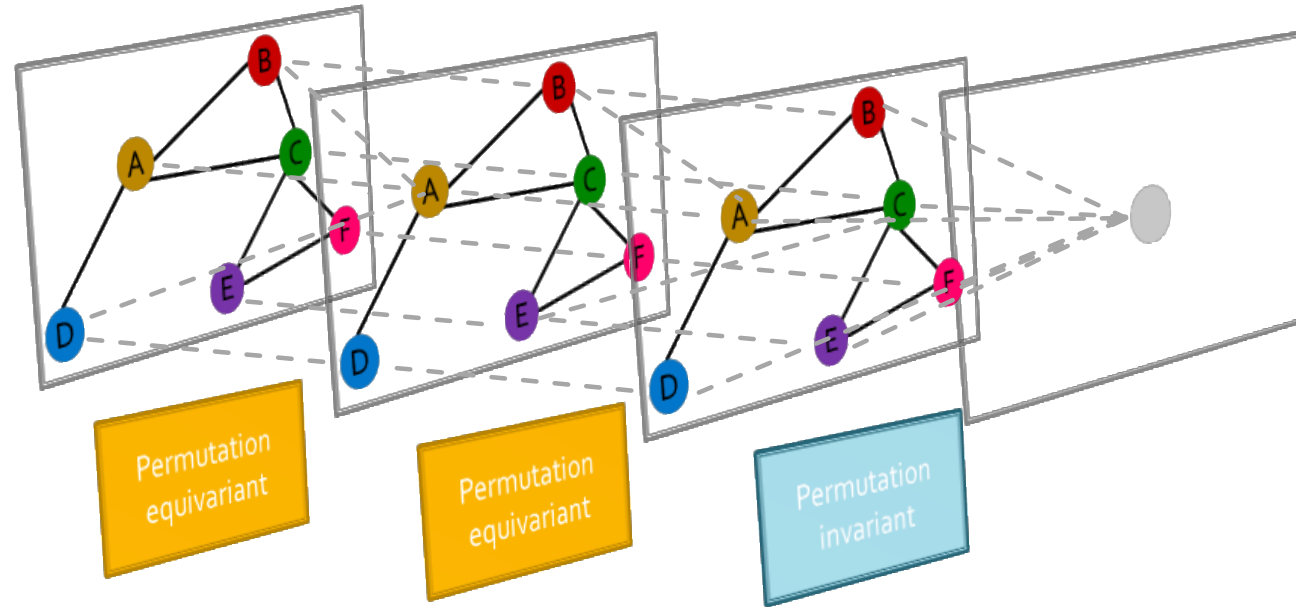 B
A
C
F
E
D
B
A
C
F
E
D
B
A
C
F
E
D
Permutation
equivariant
Permutation
equivariant
Permutation
invariant